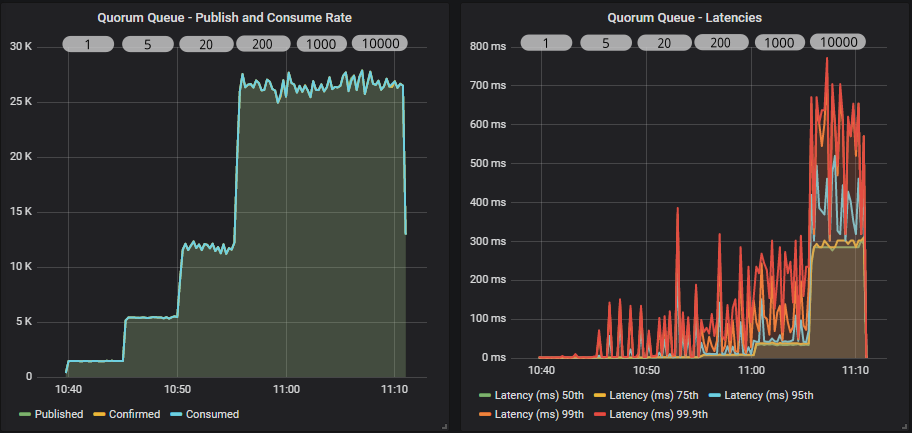 Quorum Queue - Publish and Consume Rate
30 K
1 5 20 200 1000 10000
25 K
20 K
15 K
10 K
5 K
0
10:40 10:50 11:00 11:10
Published Confirmed Consumed
Quorum Queue - Latencies
800 ms
1 5 20 200 1000 10000
700 ms
600 ms
500 ms
400 ms
300 ms
200 ms
100 ms
0 ms
10:40 10:50 11:00 11:10
Latency (ms) 50th Latency (ms) 75th Latency (ms) 95th
Latency (ms) 99th Latency (ms) 99.9th